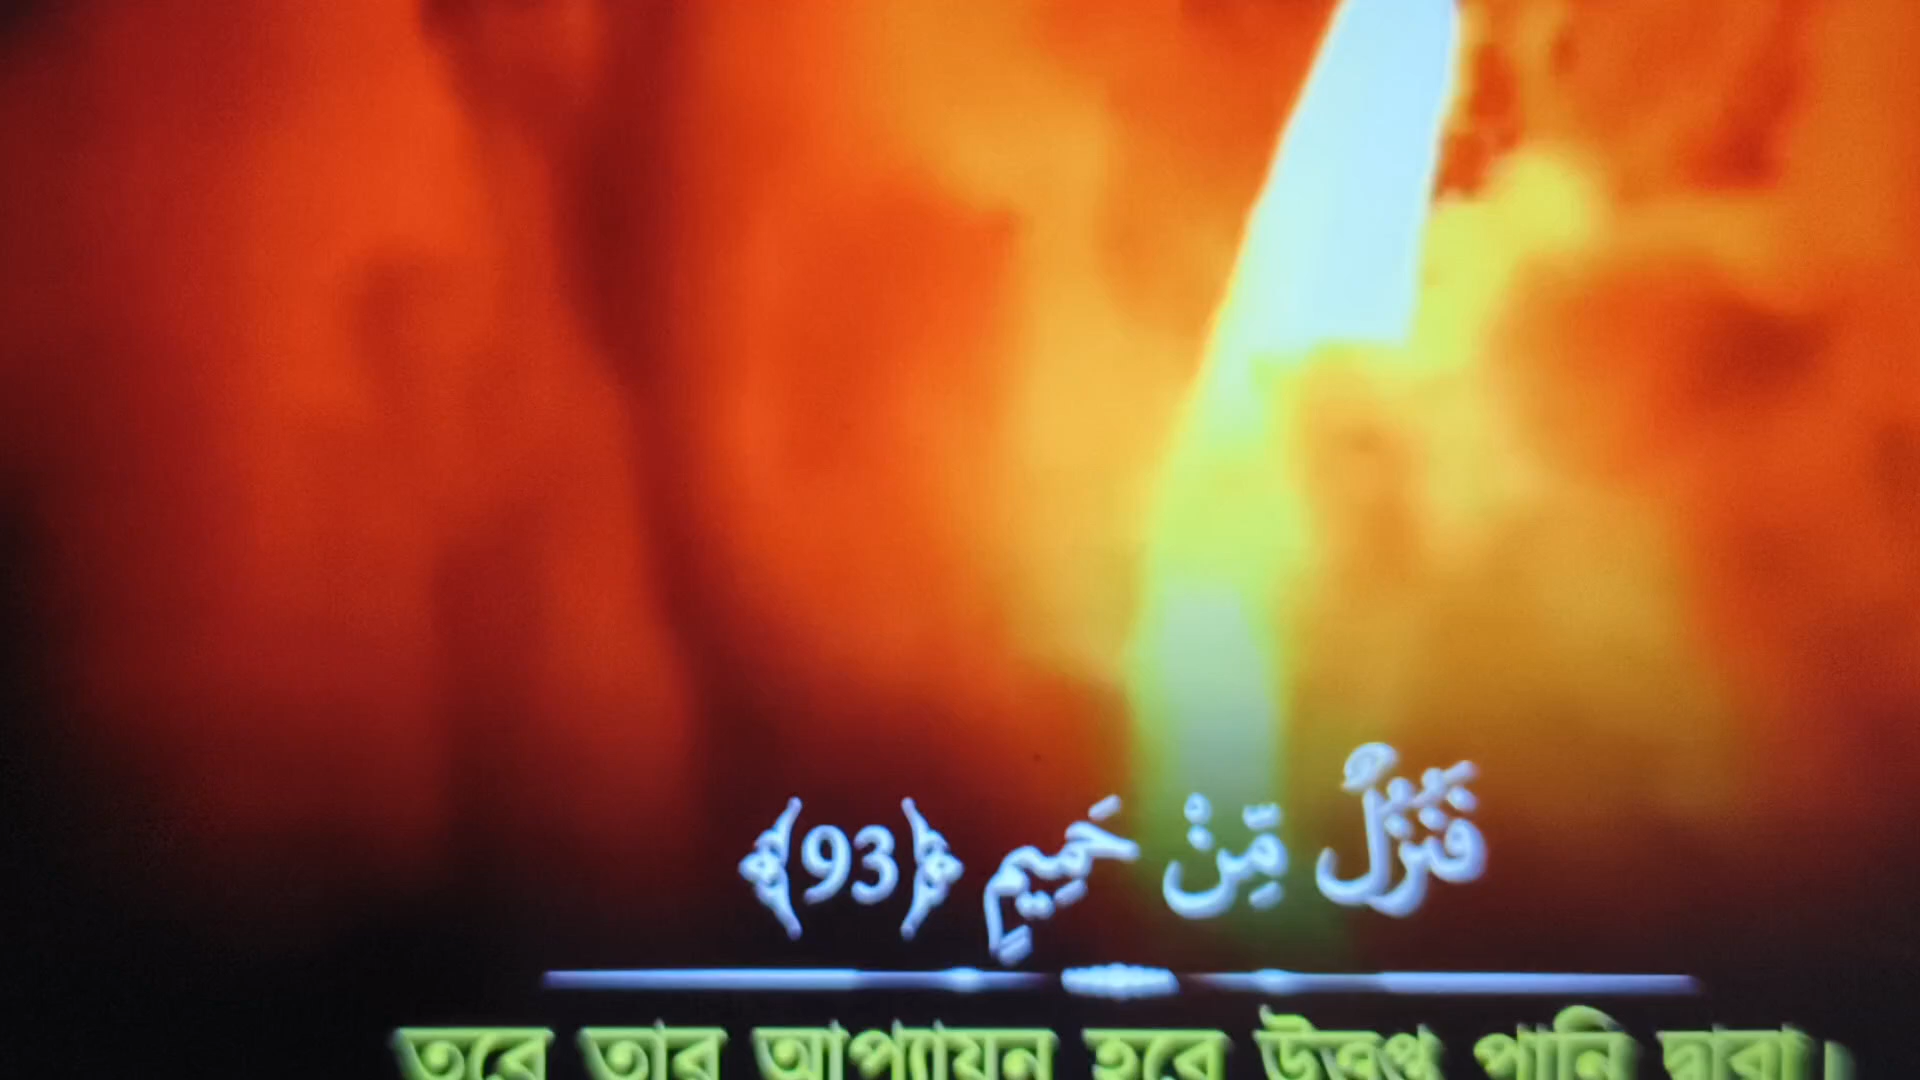 فَنُزُلٌ مِّنْ حَمِيمٍ ﴿93﴾
তবে তার আপ্যায়ন হবে উত্তপ্ত পানি দ্বারা।